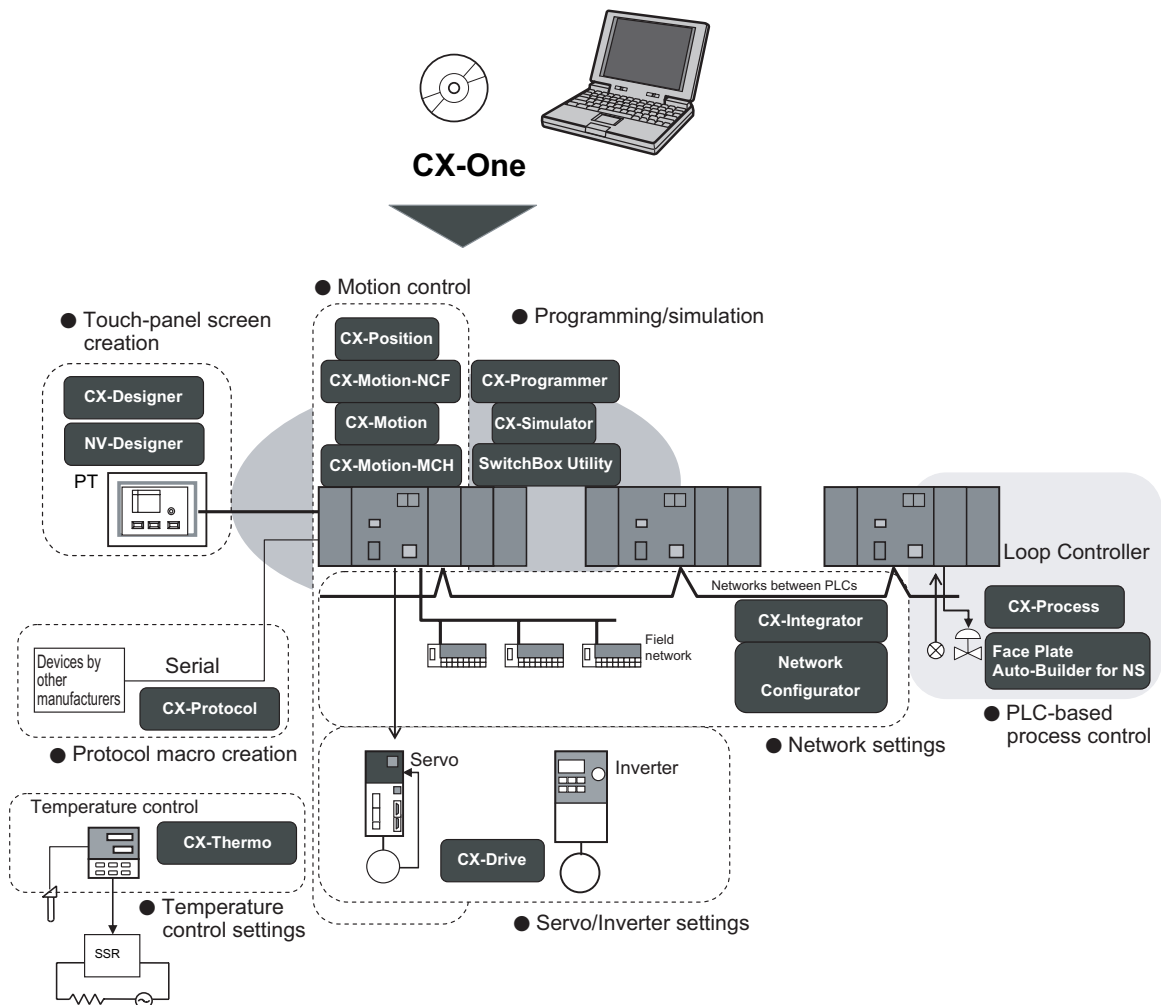 CX-One
● Motion control
● Touch-panel screen
creation
● Programming/simulation
CX-Position
CX-Designer
CX-Motion-NCF
CX-Programmer
NV-Designer
CX-Motion
CX-Simulator
CX-Motion-MCH
SwitchBox Utility
PT
Loop Controller
Networks between PLCs
CX-Process
CX-Integrator
Face Plate
Auto-Builder for NS
Field
network
Network
Configurator
Devices by
other
manufacturers
Serial
CX-Protocol
● PLC-based
process control
● Network settings
● Protocol macro creation
Servo
Inverter
Temperature control
CX-Thermo
CX-Drive
● Temperature
control settings
● Servo/Inverter settings
SSR